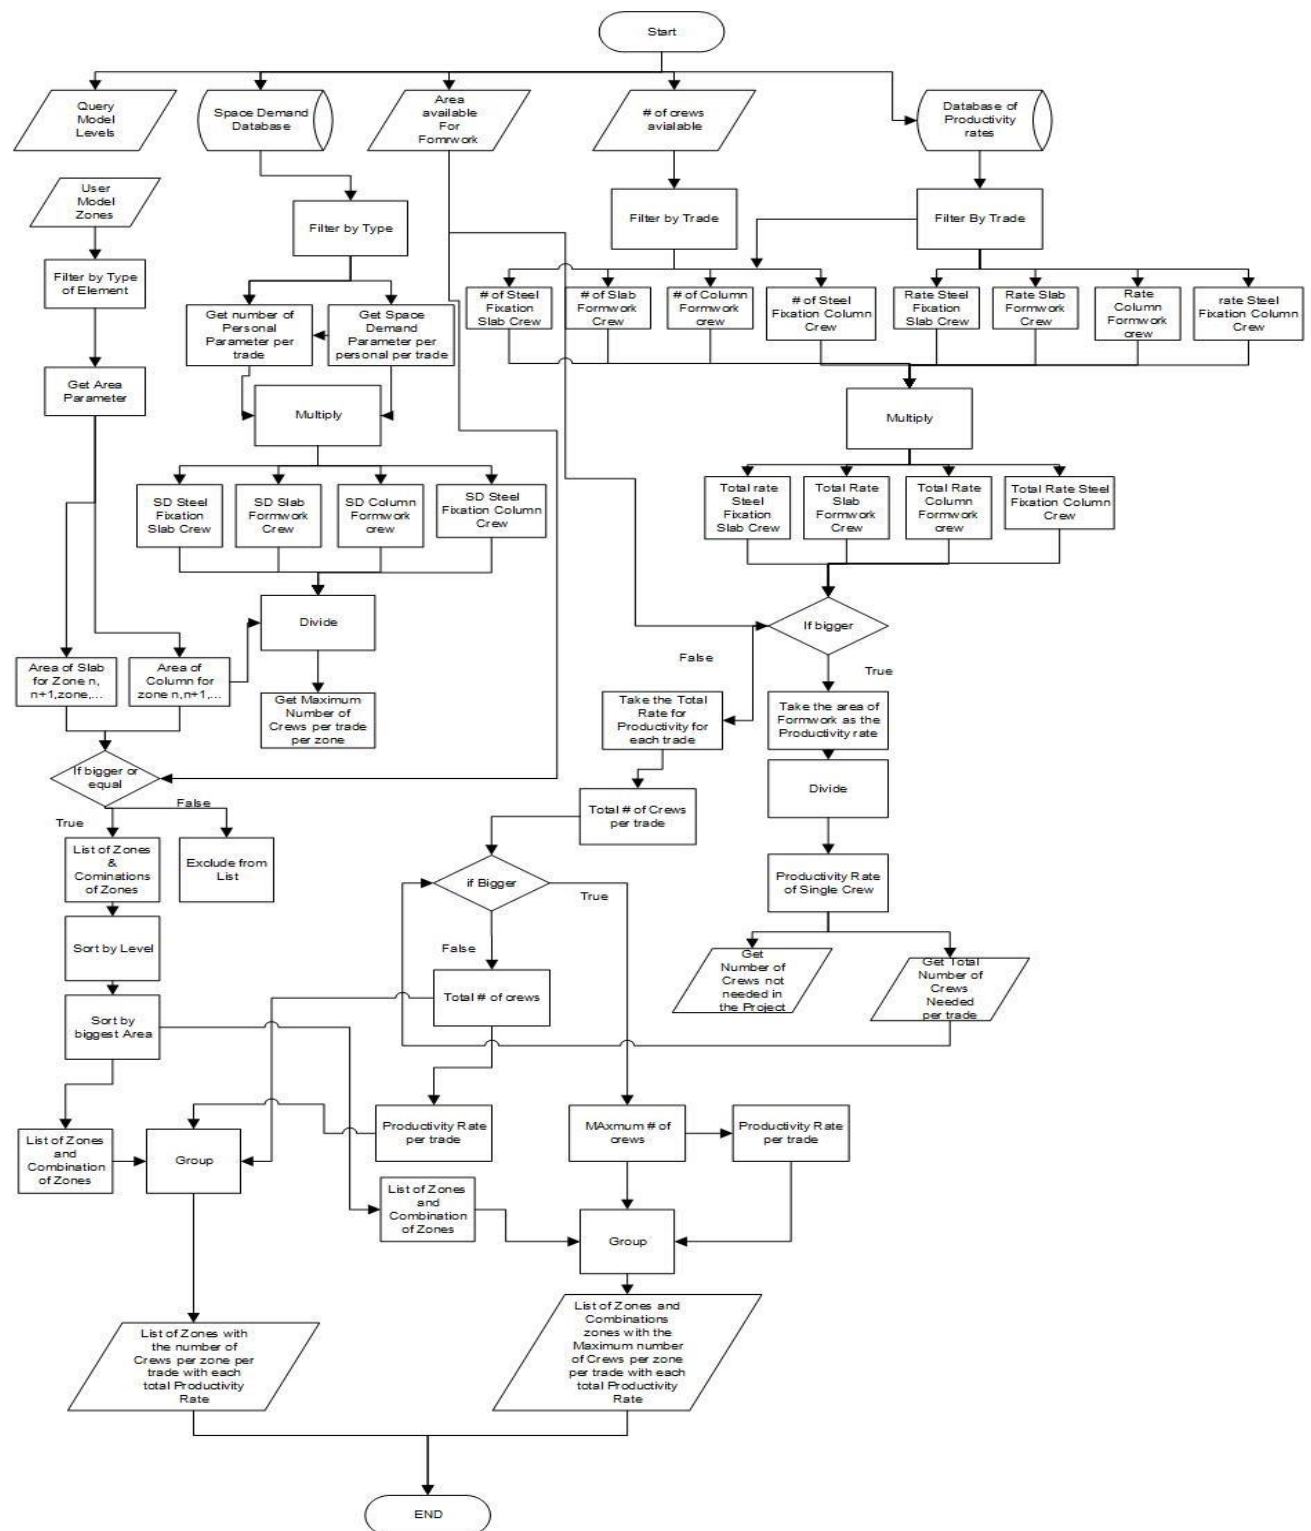 Start
Query
Model
Levels
Space Demand
Database
Area
available
For
Fomrwork
# of crews
avialable
Database of
Productivity
rates
User
Model
Zones
Filter by Type
Filter by Trade
Filter By Trade
Filter by Type
of Element
Get number of
Personal
Parameter per
trade
Get Space
Demand
Parameter per
personal per trade
# of Steel
Fixation
Slab Crew
# of Slab
Formwork
Crew
# of Column
Formwork
crew
# of Steel
Fixation Column
Crew
Rate Steel
Fixation
Slab Crew
Rate Slab
Formwork
Crew
Rate
Column
Formwork
crew
rate Steel
Fixation Column
Crew
Get Area
Parameter
Multiply
Multiply
SD Steel
Fixation
Slab Crew
SD Slab
Formwork
Crew
SD Column
Formwork
crew
SD Steel
Fixation Column
Crew
Total rate
Steel
Fixation
Slab Crew
Total Rate
Slab
Formwork
Crew
Total Rate
Column
Formwork
crew
Total Rate Steel
Fixation Column
Crew
Divide
If bigger
False
True
Area of Slab
for Zone n,
n+1,zone,...
Area of
Column for
zone n,n+1,...
Get Maximum
Number of
Crews per trade
per zone
Take the Total
Rate for
Productivity for
each trade
Take the area of
Formwork as the
Productivity rate
If bigger or
equal
False
True
Total # of Crews
per trade
Divide
List of Zones
&
Cominations
of Zones
Exclude from
List
if Bigger
True
False
Productivity Rate
of Single Crew
Sort by Level
Get
Number of
Crews not
needed in
the Project
Get Total
Number of
Crews
Needed
per trade
Total # of crews
Sort by
biggest Area
List of Zones
and
Combination
of Zones
Group
Productivity Rate
per trade
MAxmum # of
crews
Productivity Rate
per trade
List of Zones
and
Combination
of Zones
Group
List of Zones with
the number of
Crews per zone per
trade with each
total Productivity
Rate
List of Zones and
Combinations
zones with the
Maximum number
of Crews per zone
per trade with each
total Productivity
Rate
END